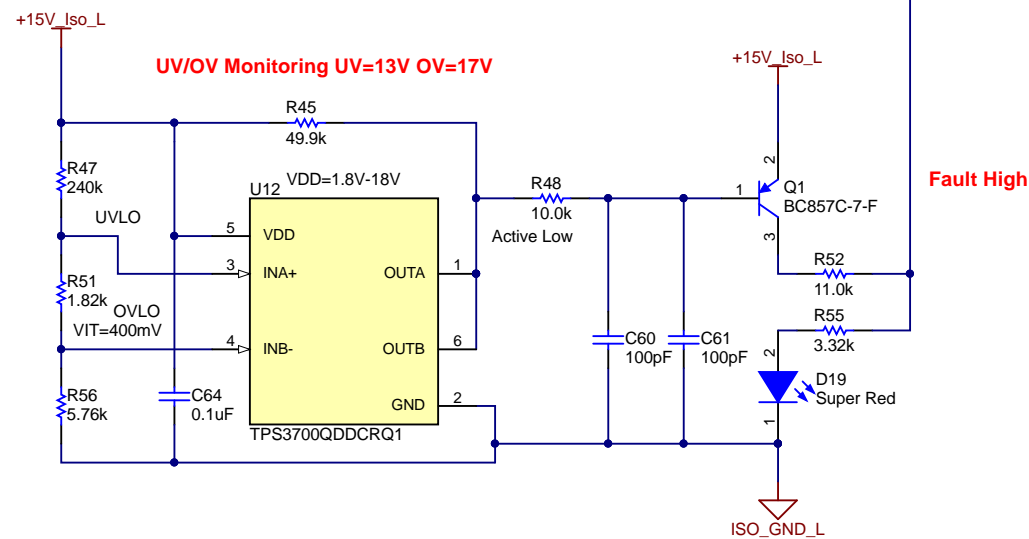 +15V_Iso_L
UV/OV Monitoring UV=13V OV=17V
+15V_Iso_L
R45
49.9k
R47
240k
U12
VDD=1.8V-18V
R48
10.0k
Active Low
2
1
Q1
BC857C-7-F
3
Fault High
UVLO
5
VDD
3
INA+
OUTA
1
R51
1.82k
OVLO
VIT=400mV
4
INB-
OUTB
6
R52
11.0k
R55
3.32k
C60
100pF
C61
100pF
2
D19
Super Red
1
R56
5.76k
C64
0.1uF
GND
2
TPS3700QDDCRQ1
ISO_GND_L